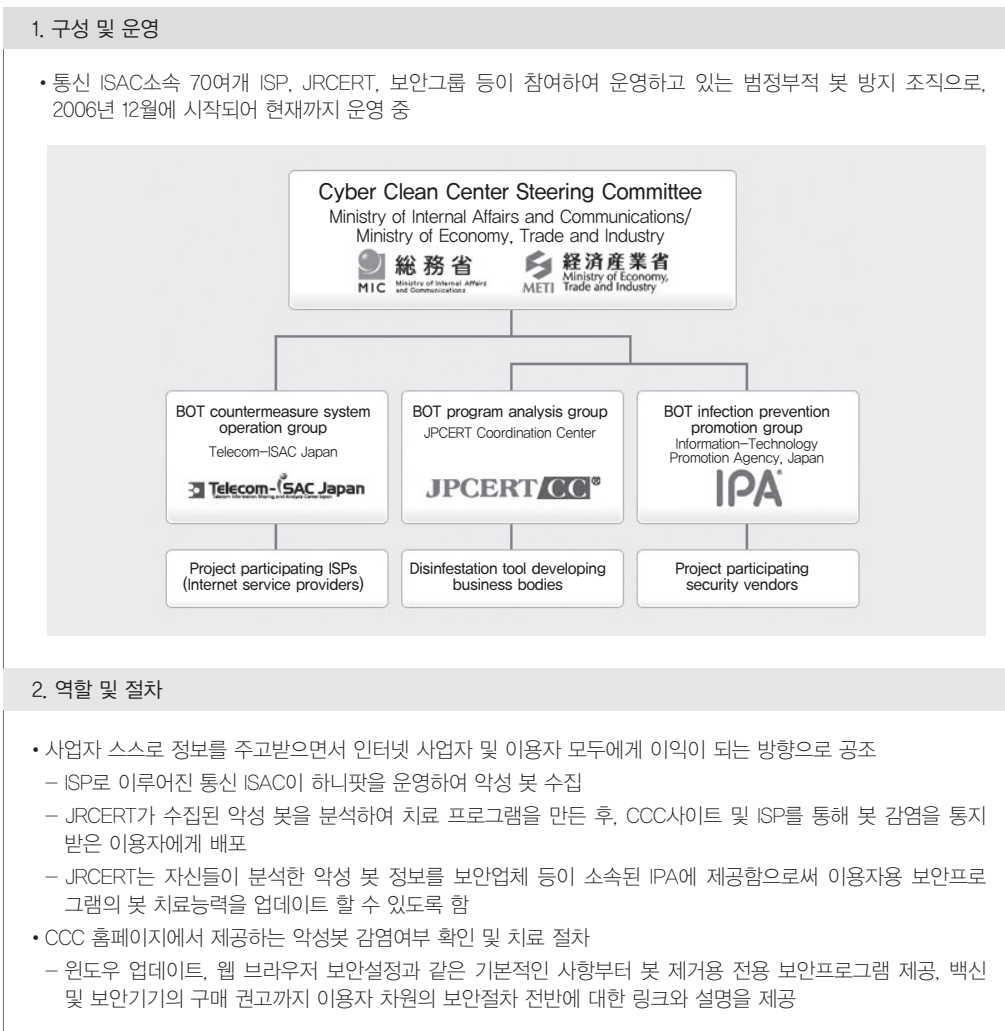 1. 구성 및 운영
• 통신 ISAC소속 70여개 ISP, JRCERT, 보안그룹 등이 참여하여 운영하고 있는 범정부적 봇 방지 조직으로,
2006년 12월에 시작되어 현재까지 운영 중
Cyber Clean Center Steering Committee
Ministry of Internal Affairs and Communications/
Ministry of Economy, Trade and Industry
MIC 総務省 Ministry of Internal Affairs and Communications
METI 経済産業省 Ministry of Economy, Trade and Industry
BOT countermeasure system
operation group
Telecom-ISAC Japan
Telecom-ISAC Japan
Telecom Information Sharing and Analysis Center Japan
BOT program analysis group
JPCERT Coordination Center
JPCERT CC®
BOT infection prevention
promotion group
Information-Technology
Promotion Agency, Japan
IPA
Project participating ISPs
(Internet service providers)
Disinfestation tool developing
business bodies
Project participating
security vendors
2. 역할 및 절차
• 사업자 스스로 정보를 주고받으면서 인터넷 사업자 및 이용자 모두에게 이익이 되는 방향으로 공조
– ISP로 이루어진 통신 ISAC이 하니팟을 운영하여 악성 봇 수집
– JRCERT가 수집된 악성 봇을 분석하여 치료 프로그램을 만든 후, CCC사이트 및 ISP를 통해 봇 감염을 통지
받은 이용자에게 배포
– JRCERT는 자신들이 분석한 악성 봇 정보를 보안업체 등이 소속된 IPA에 제공함으로써 이용자용 보안프로
그램의 봇 치료능력을 업데이트 할 수 있도록 함
• CCC 홈페이지에서 제공하는 악성봇 감염여부 확인 및 치료 절차
– 윈도우 업데이트, 웹 브라우저 보안설정과 같은 기본적인 사항부터 봇 제거용 전용 보안프로그램 제공, 백신
및 보안기기의 구매 권고까지 이용자 차원의 보안절차 전반에 대한 링크와 설명을 제공